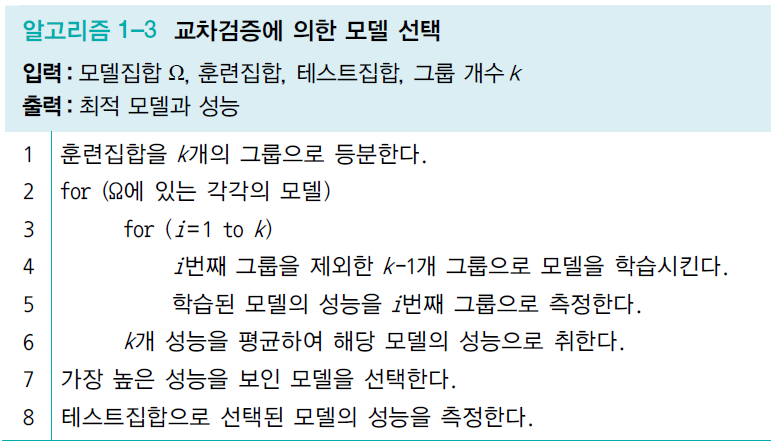 알고리즘 1-3 교차검증에 의한 모델 선택
입력: 모델집합 Ω, 훈련집합, 테스트집합, 그룹 개수 k
출력: 최적 모델과 성능
1 훈련집합을 k개의 그룹으로 등분한다.
2 for (Ω에 있는 각각의 모델)
3 for (i=1 to k)
4 i번째 그룹을 제외한 k-1개 그룹으로 모델을 학습시킨다.
5 학습된 모델의 성능을 i번째 그룹으로 측정한다.
6 k개 성능을 평균하여 해당 모델의 성능으로 취한다.
7 가장 높은 성능을 보인 모델을 선택한다.
8 테스트집합으로 선택된 모델의 성능을 측정한다.